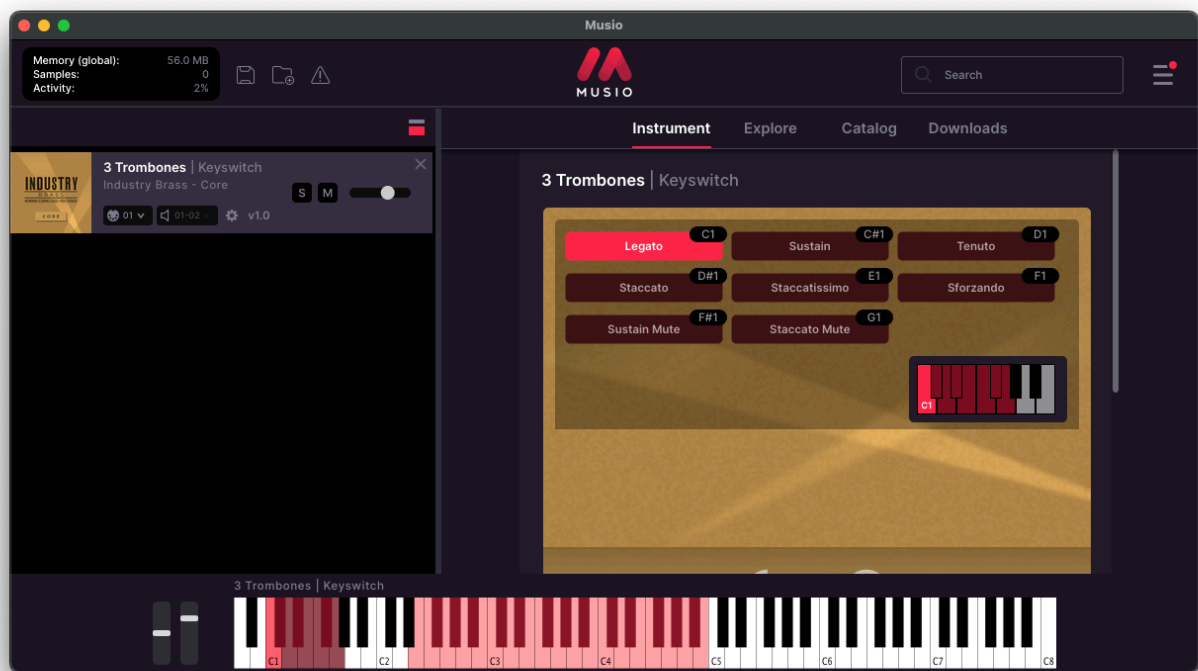 Musio
Memory (global): 56.0 MB
Samples: 0
Activity: 2%
MUSIO
Search
Instrument Explore Catalog Downloads
3 Trombones | Keyswitch
Industry Brass - Core
INDUSTRY
BRASS
CORE
S M
01 01-02 v1.0
3 Trombones | Keyswitch
Legato C1
Sustain C#1
Tenuto D1
Staccato D#1
Staccatissimo E1
Sforzando F1
Sustain Mute F#1
Staccato Mute G1
C1
3 Trombones | Keyswitch
C1 C2 C3 C4 C5 C6 C7 C8